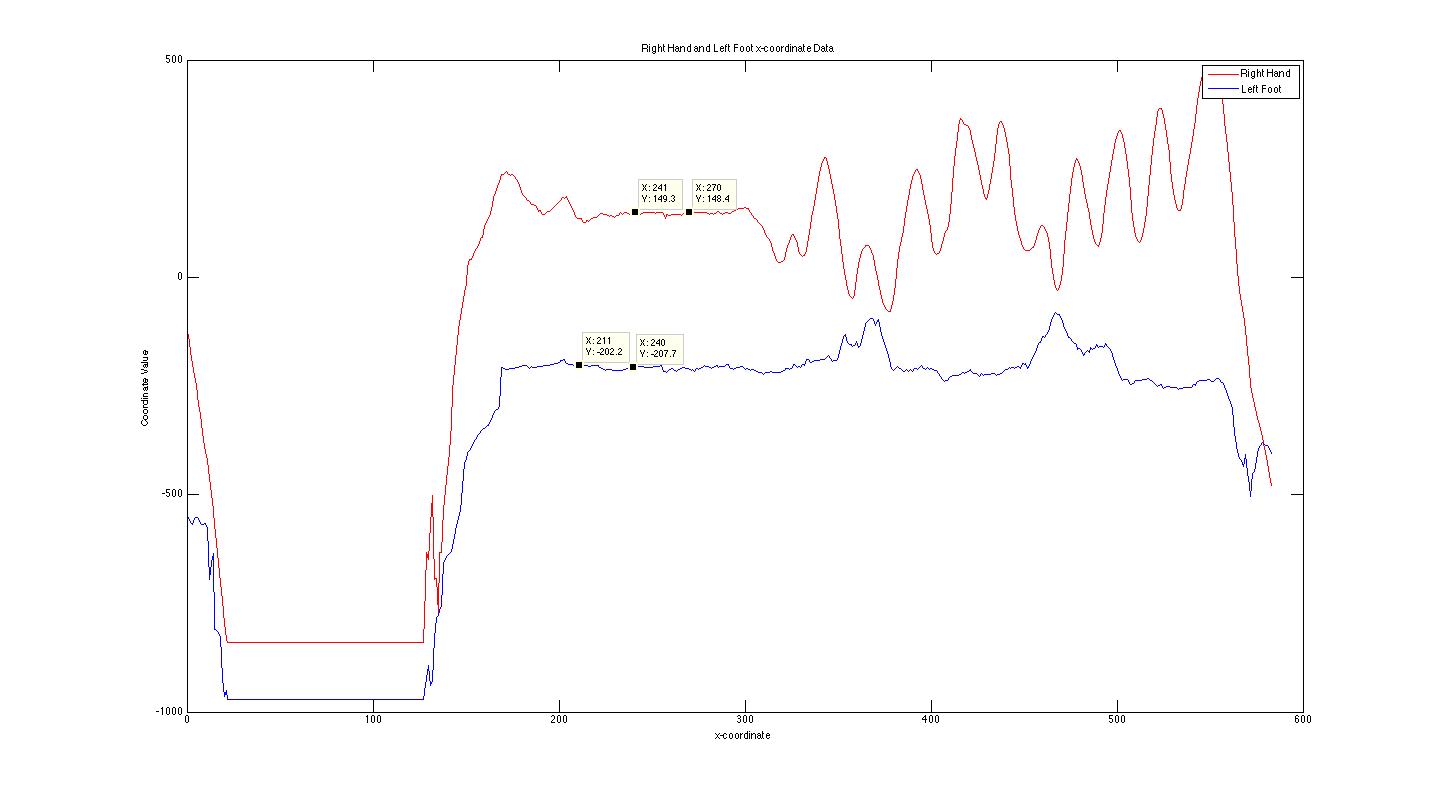 Right Hand and Left Foot x-coordinate Data
500
Right Hand
Left Foot
X: 241
Y: 149.3
X: 270
Y: 148.4
0
X: 211
Y: -202.2
X: 240
Y: -207.7
Coordinate Value
-500
-1000
0
100
200
300
400
500
600
x-coordinate